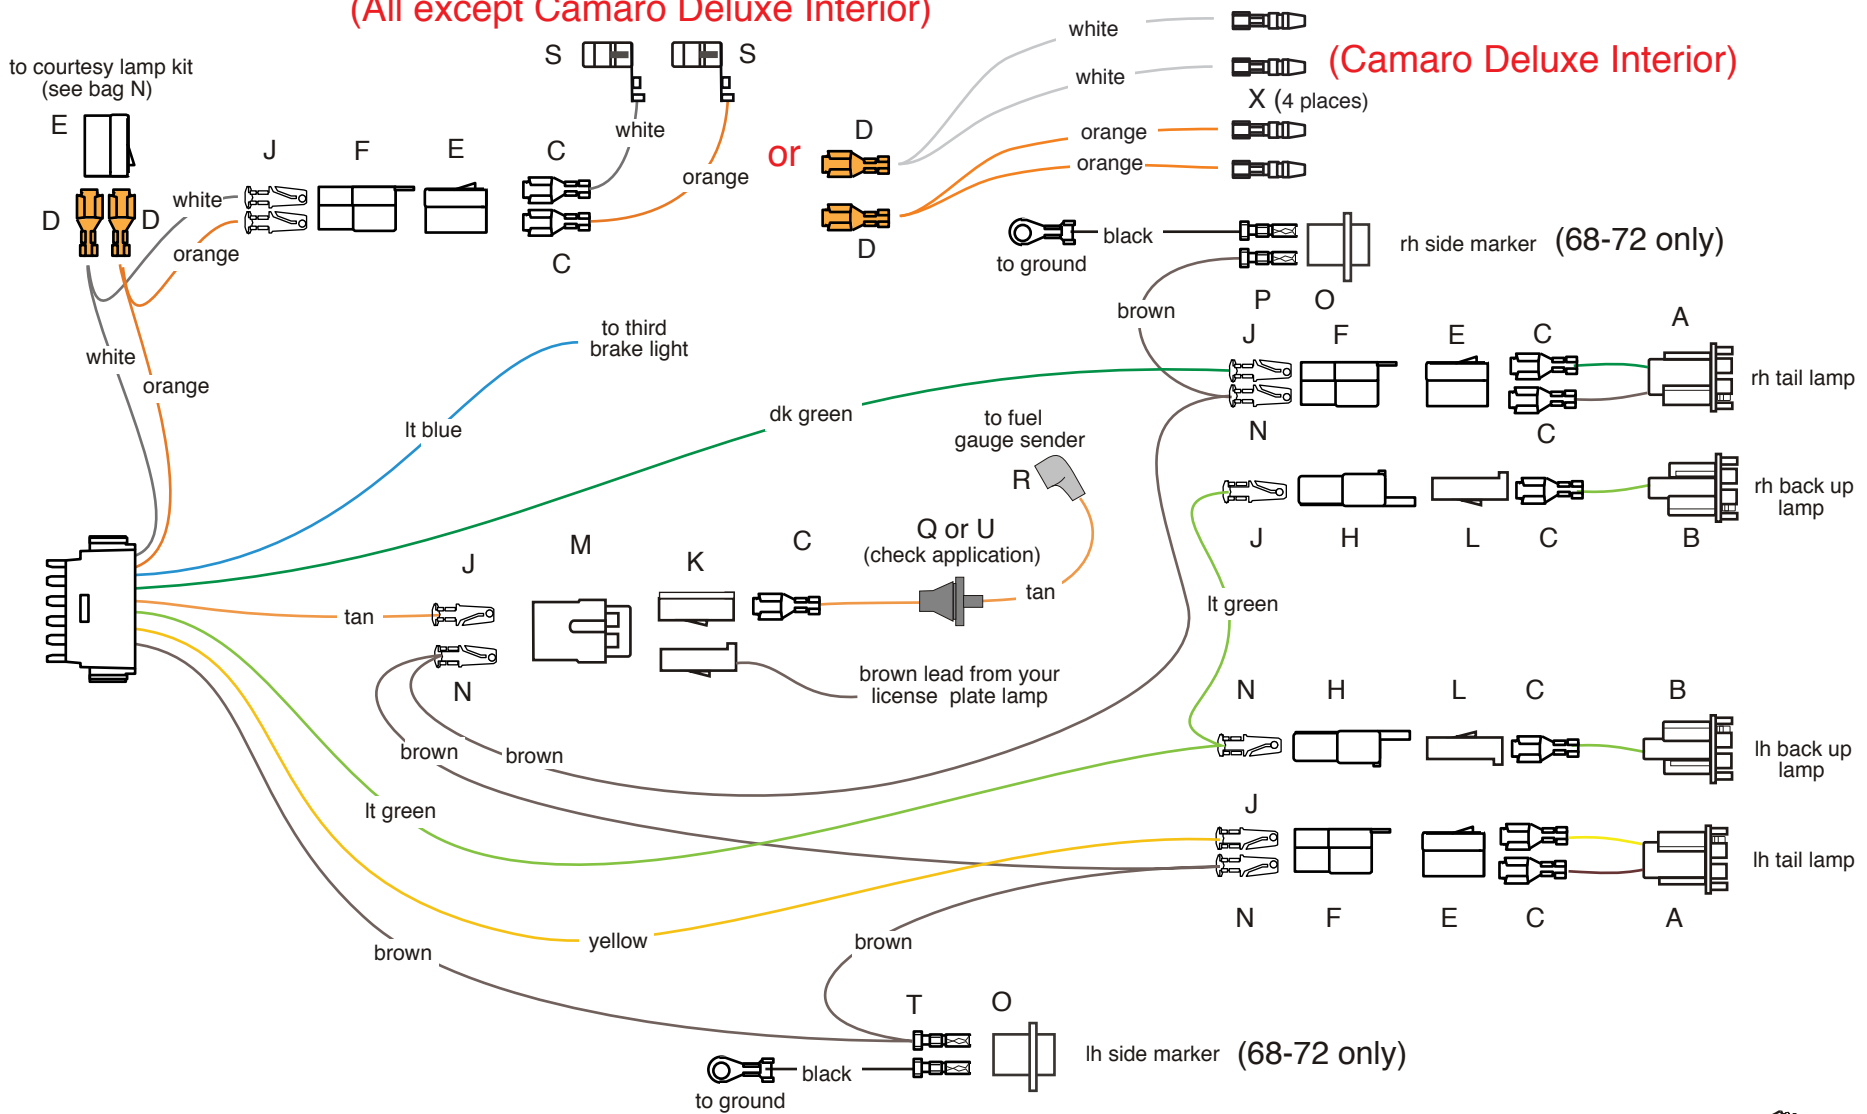 (All except Camaro Deluxe Interior)
white
S
S
(Camaro Deluxe Interior)
to courtesy lamp kit
(see bag N)
white
X (4 places)
E
white
D
orange
J
F
E
C
or
orange
orange
white
D
D
orange
C
D
black
rh side marker (68-72 only)
to ground
P
O
brown
to third
brake light
J
F
E
C
A
white
orange
rh tail lamp
dk green
lt blue
to fuel
gauge sender
N
C
R
rh back up
lamp
Q or U
(check application)
J
M
K
C
J
H
L
C
B
tan
tan
lt green
brown lead from your
license plate lamp
N
N
H
L
C
B
brown
brown
lh back up
lamp
lt green
J
lh tail lamp
N
F
E
C
A
yellow
brown
brown
T
O
lh side marker (68-72 only)
black
to ground